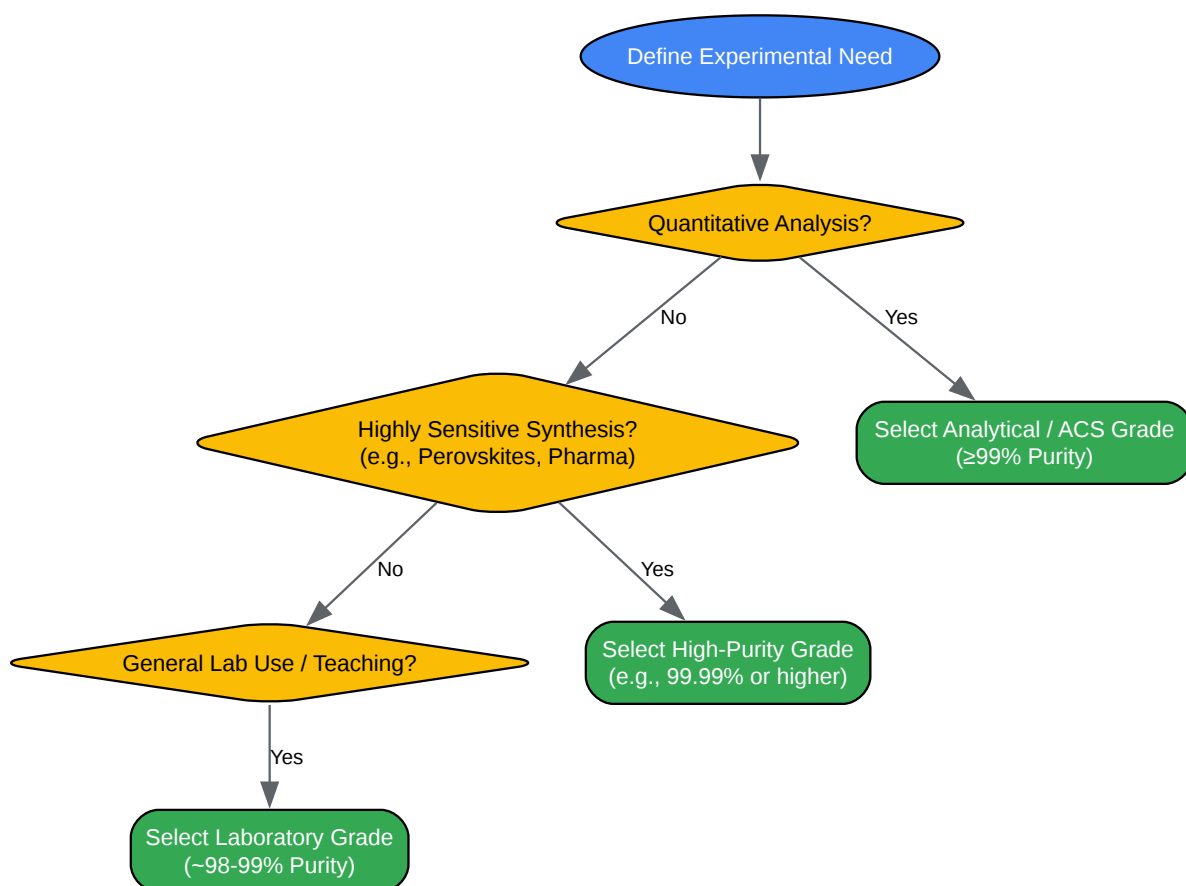 Define Experimental Need
Quantitative Analysis?
No
Yes
Highly Sensitive Synthesis?
(e.g., Perovskites, Pharma)
Select Analytical / ACS Grade
(≥99% Purity)
No
Yes
General Lab Use / Teaching?
Select High-Purity Grade
(e.g., 99.99% or higher)
Yes
Select Laboratory Grade
(~98-99% Purity)